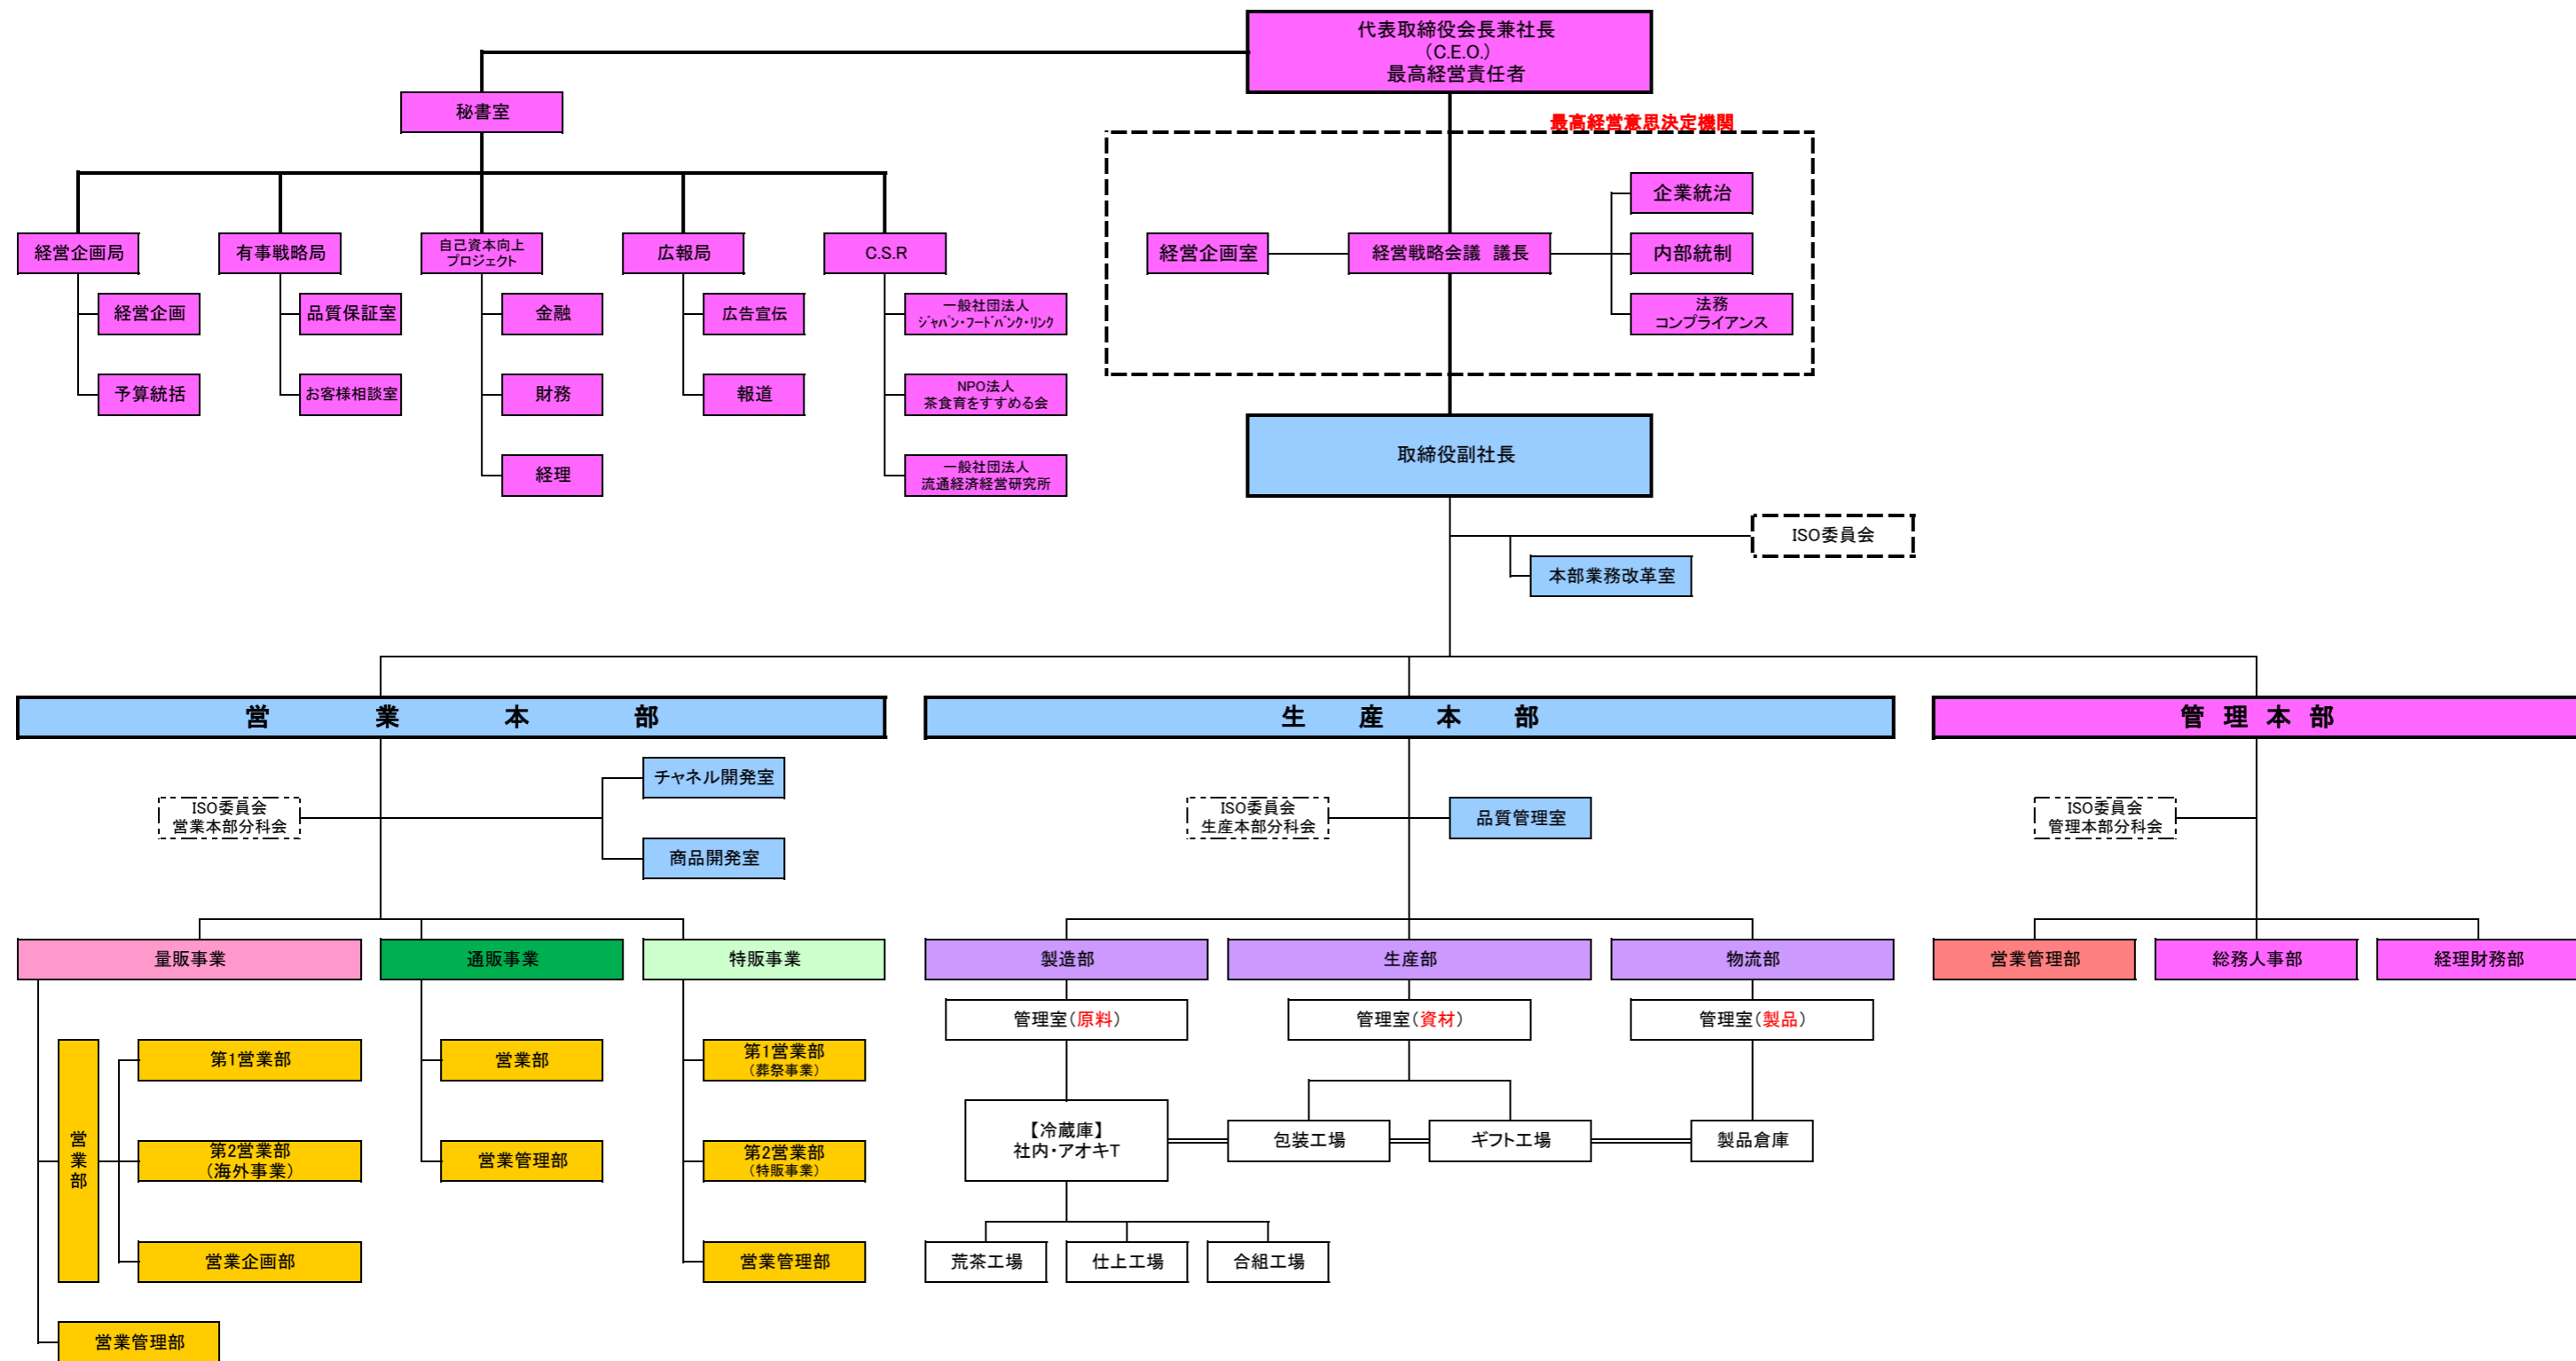 代表取締役会長兼社長
（C.E.O.）
最高経営責任者
秘書室
最高経営意思決定機関
企業統治
経営企画局
有事戦略局
自己資本向上
プロジェクト
広報局
C.S.R
経営企画室
経営戦略会議　議長
内部統制
経営企画
品質保証室
金融
広告宣伝
一般社団法人
ｼﾞｬﾊﾟﾝ・ﾌｰﾄﾞﾊﾞﾝｸ・ﾘﾝｸ
法務
コンプライアンス
予算統括
お客様相談室
財務
報道
NPO法人
茶食育をすすめる会
取締役副社長
経理
一般社団法人
流通経済経営研究所
ISO委員会
本部業務改革室
営業本部
生産本部
管理本部
チャネル開発室
ISO委員会
営業本部分科会
商品開発室
ISO委員会
生産本部分科会
品質管理室
ISO委員会
管理本部分科会
量販事業
通販事業
特販事業
製造部
生産部
物流部
営業管理部
総務人事部
経理財務部
管理室（原料）
管理室（資材）
管理室（製品）
営業部
第1営業部
営業部
第1営業部
（葬祭事業）
第2営業部
（海外事業）
営業管理部
第2営業部
（特販事業）
【冷蔵庫】
社内・アオキT
包装工場
ギフト工場
製品倉庫
営業企画部
営業管理部
荒茶工場
仕上工場
合組工場
営業管理部